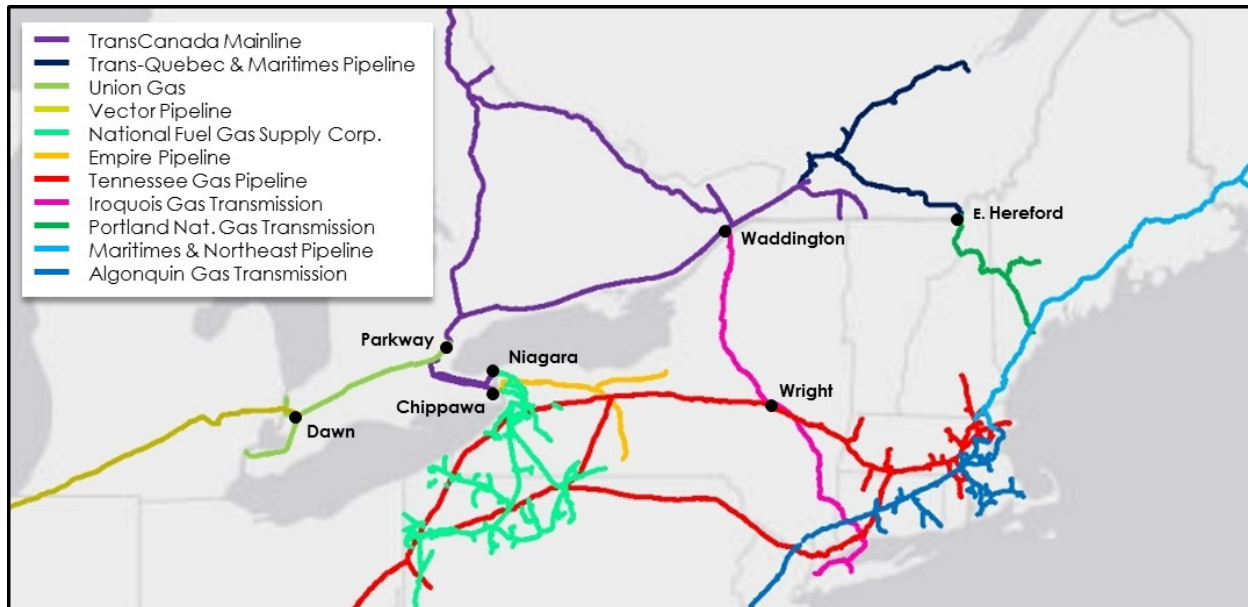 TransCanada Mainline
Trans-Quebec & Maritimes Pipeline
Union Gas
Vector Pipeline
National Fuel Gas Supply Corp.
Empire Pipeline
Tennessee Gas Pipeline
Iroquois Gas Transmission
Portland Nat. Gas Transmission
Maritimes & Northeast Pipeline
Algonquin Gas Transmission
E. Hereford
Waddington
Parkway
Niagara
Chippawa
Wright
Dawn